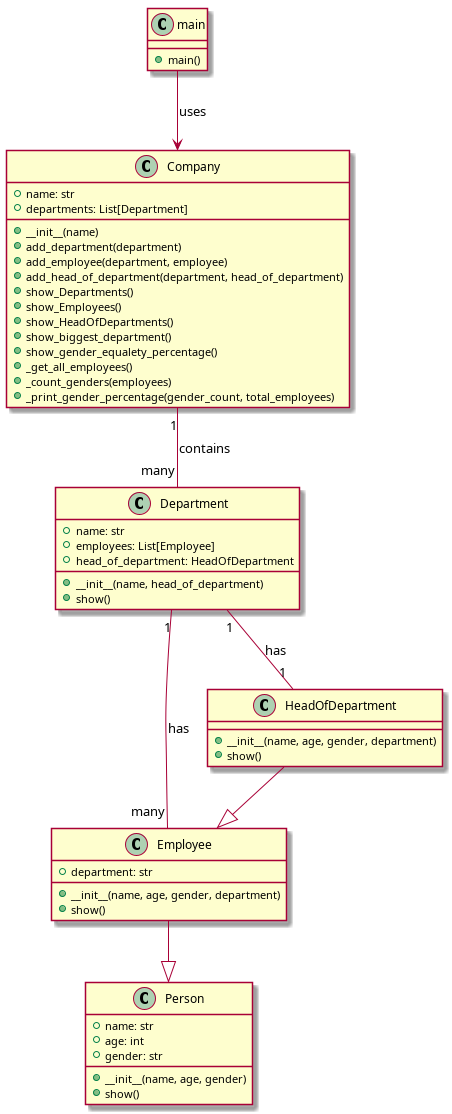 C main
main()
uses
C Company
name: str
departments: List[Department]
__init__(name)
add_department(department)
add_employee(department, employee)
add_head_of_department(department, head_of_department)
show_Departments()
show_Employees()
show_HeadOfDepartments()
show_biggest_department()
show_gender_equalety_percentage()
_get_all_employees()
_count_genders(employees)
_print_gender_percentage(gender_count, total_employees)
1
contains
many
C Department
name: str
employees: List[Employee]
head_of_department: HeadOfDepartment
__init__(name, head_of_department)
show()
1
1
has
1
C HeadOfDepartment
__init__(name, age, gender, department)
show()
has
many
C Employee
department: str
__init__(name, age, gender, department)
show()
C Person
name: str
age: int
gender: str
__init__(name, age, gender)
show()